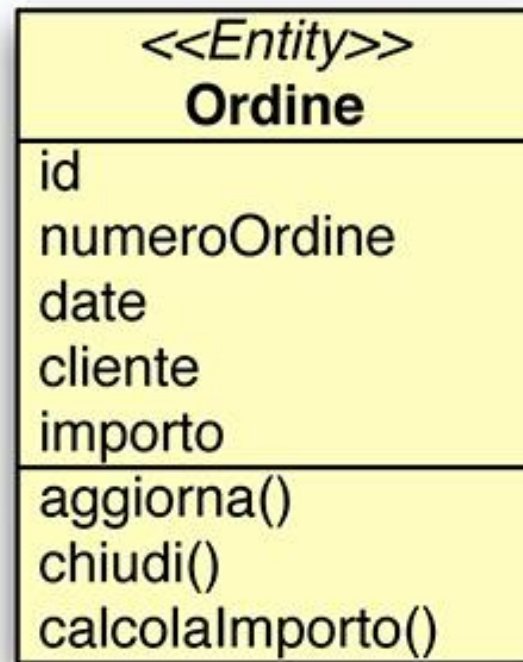 <<Entity>>
Ordine
id
numeroOrdine
date
cliente
importo
aggiorna()
chiudi()
calcolaImporto()